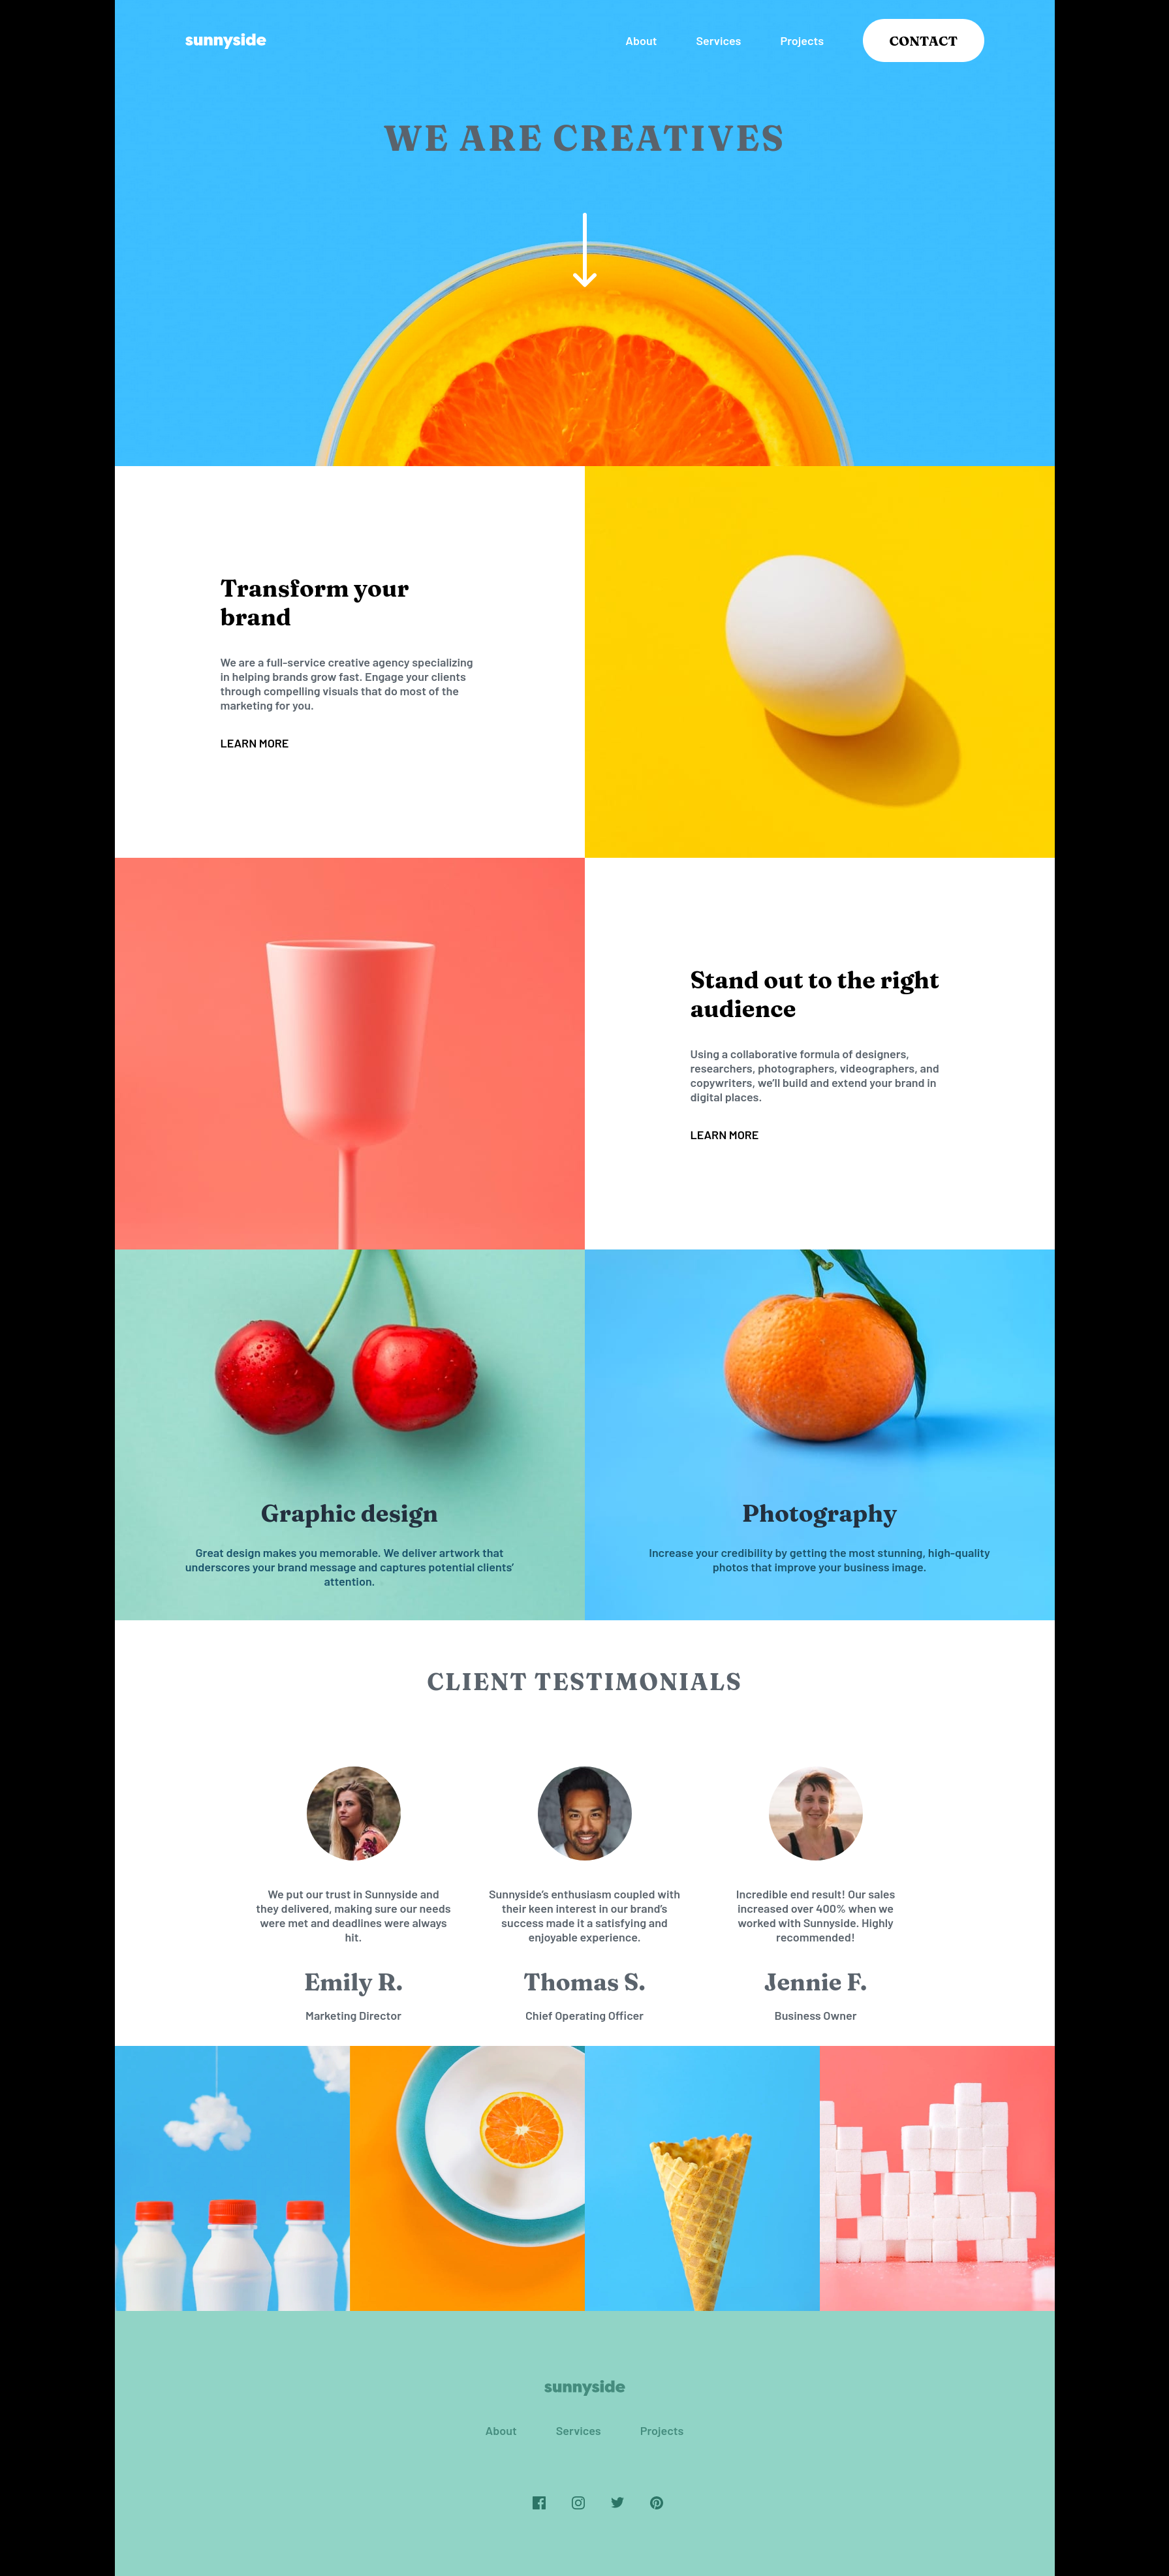 sunnyside
About Services Projects CONTACT
WE ARE CREATIVES
Transform your
brand
We are a full-service creative agency specializing
in helping brands grow fast. Engage your clients
through compelling visuals that do most of the
marketing for you.
LEARN MORE
Stand out to the right
audience
Using a collaborative formula of designers,
researchers, photographers, videographers, and
copywriters, we'll build and extend your brand in
digital places.
LEARN MORE
Graphic design
Great design makes you memorable. We deliver artwork that
underscores your brand message and captures potential clients'
attention.
Photography
Increase your credibility by getting the most stunning, high-quality
photos that improve your business image.
CLIENT TESTIMONIALS
We put our trust in Sunnyside and
they delivered, making sure our needs
were met and deadlines were always
hit.
Emily R.
Marketing Director
Sunnyside's enthusiasm coupled with
their keen interest in our brand's
success made it a satisfying and
enjoyable experience.
Thomas S.
Chief Operating Officer
Incredible end result! Our sales
increased over 400% when we
worked with Sunnyside. Highly
recommended!
Jennie F.
Business Owner
sunnyside
About Services Projects